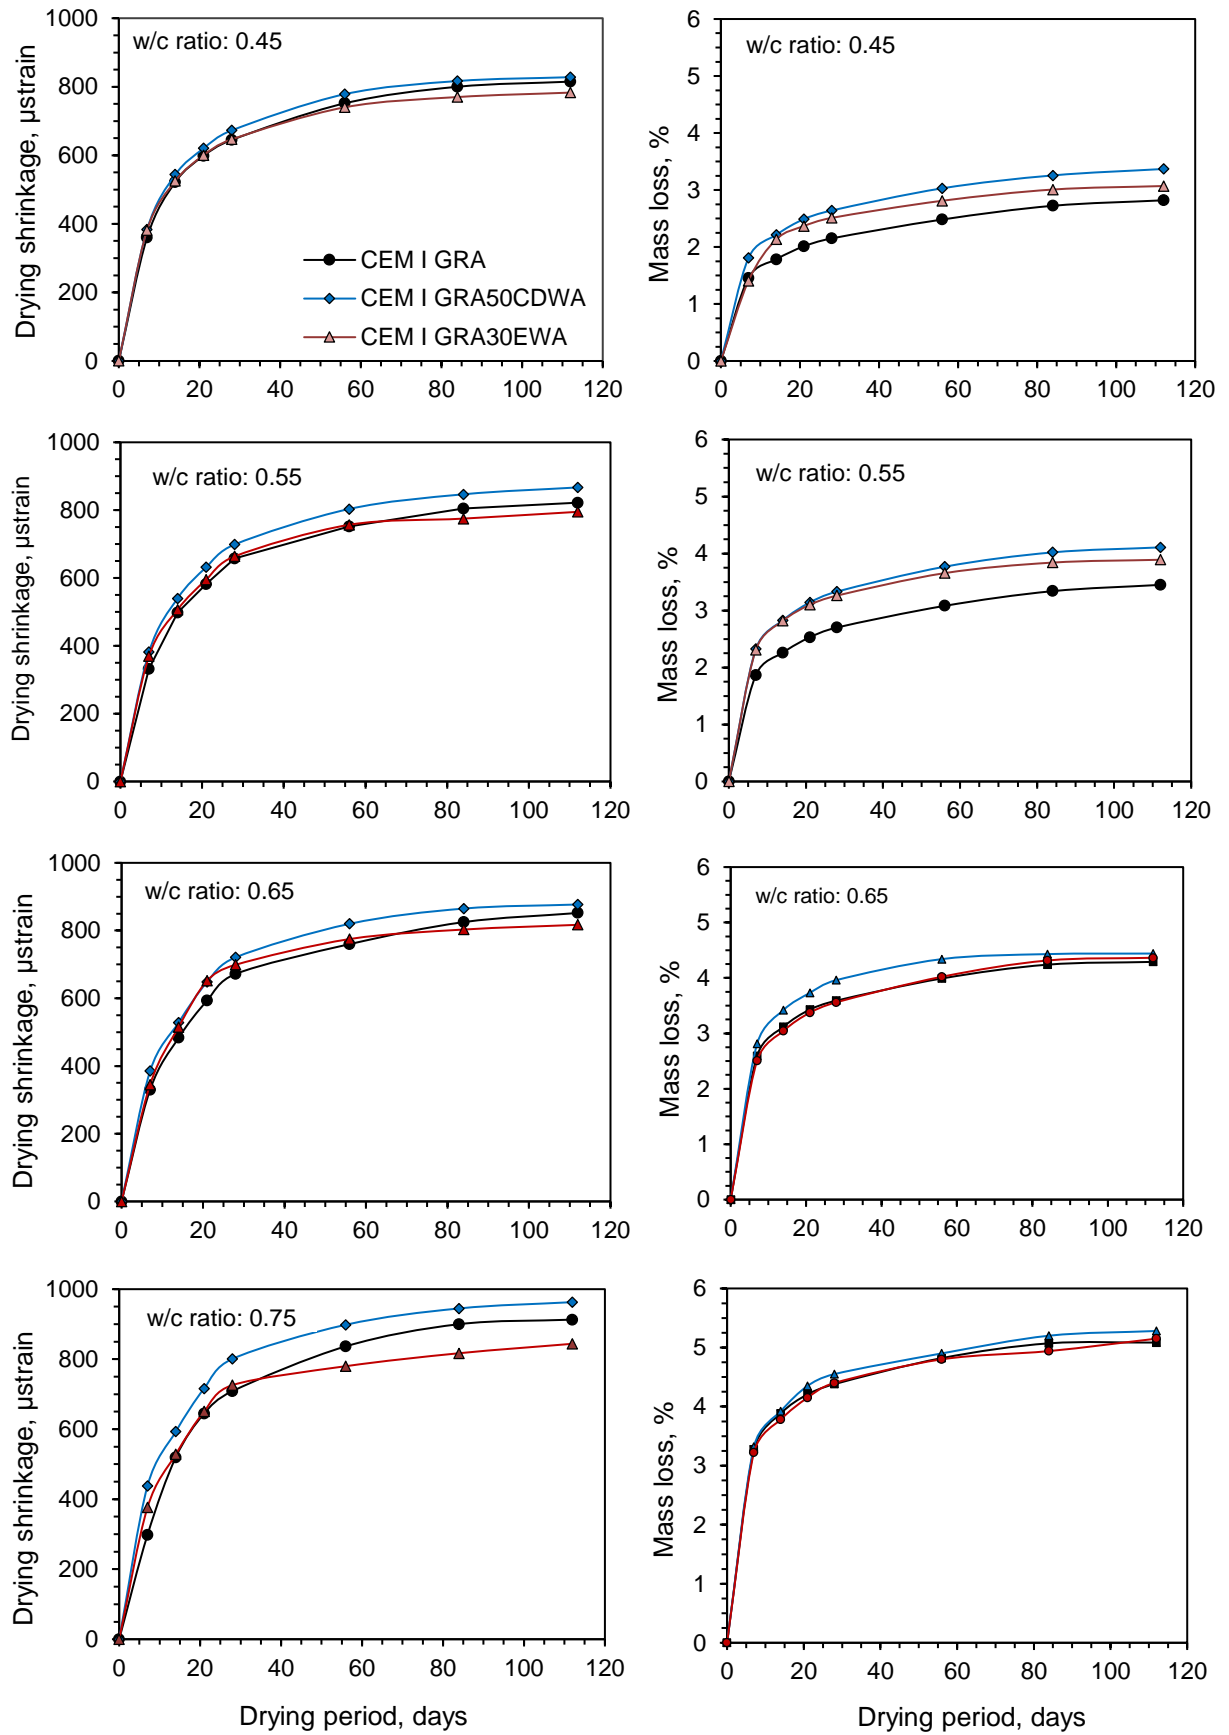 1000
800
600
400
200
0
Drying shrinkage, µstrain
w/c ratio: 0.45
CEM I GRA
CEM I GRA50CDWA
CEM I GRA30EWA
0 20 40 60 80 100 120
6
5
4
3
2
1
0
Mass loss, %
w/c ratio: 0.45
0 20 40 60 80 100 120
1000
800
600
400
200
0
Drying shrinkage, µstrain
w/c ratio: 0.55
0 20 40 60 80 100 120
6
5
4
3
2
1
0
Mass loss, %
w/c ratio: 0.55
0 20 40 60 80 100 120
1000
800
600
400
200
0
Drying shrinkage, µstrain
w/c ratio: 0.65
0 20 40 60 80 100 120
6
5
4
3
2
1
0
Mass loss, %
w/c ratio: 0.65
0 20 40 60 80 100 120
1000
800
600
400
200
0
Drying shrinkage, µstrain
w/c ratio: 0.75
0 20 40 60 80 100 120
Drying period, days
6
5
4
3
2
1
0
Mass loss, %
0 20 40 60 80 100 120
Drying period, days